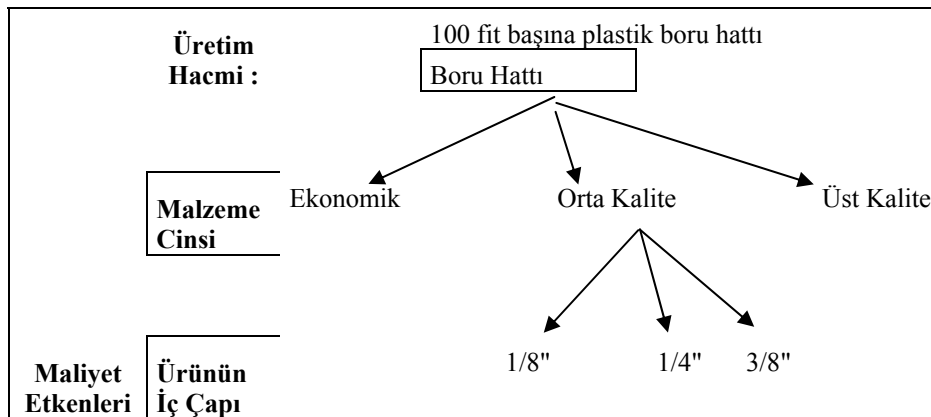 100 fit başına plastik boru hattı
Üretim
Hacmi :
Boru Hattı
Ekonomik
Orta Kalite
Üst Kalite
Malzeme
Cinsi
1/8"
1/4"
3/8"
Maliyet
Etkenleri
Ürünün
İç Çapı